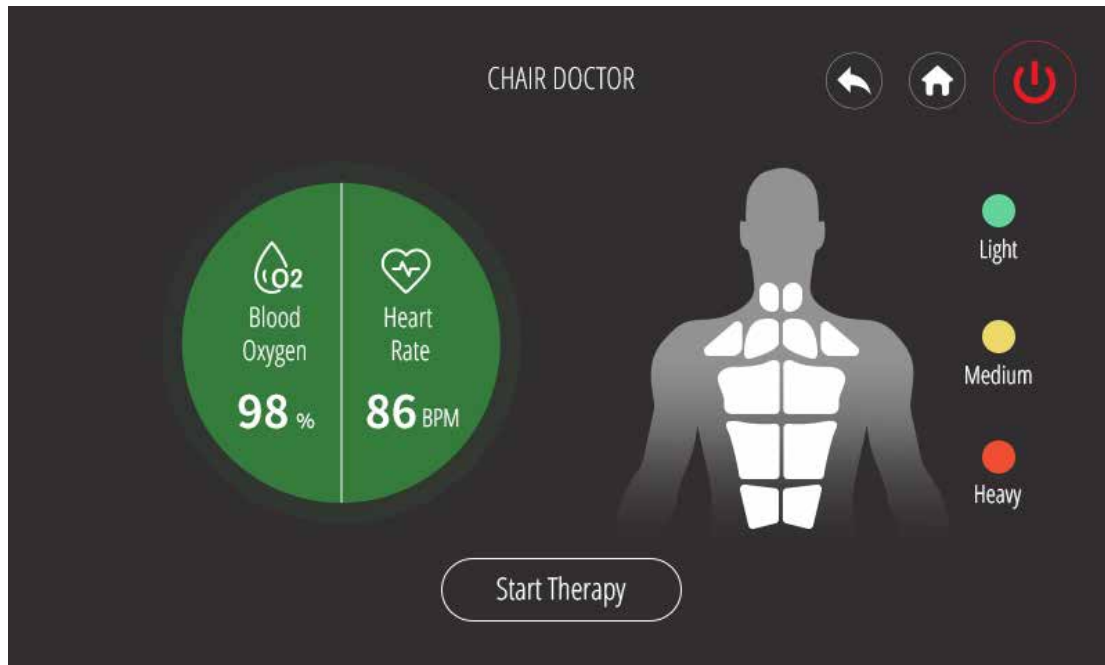 CHAIR DOCTOR
O2
Blood
Oxygen
98 %
Heart
Rate
86 BPM
Light
Medium
Heavy
Start Therapy